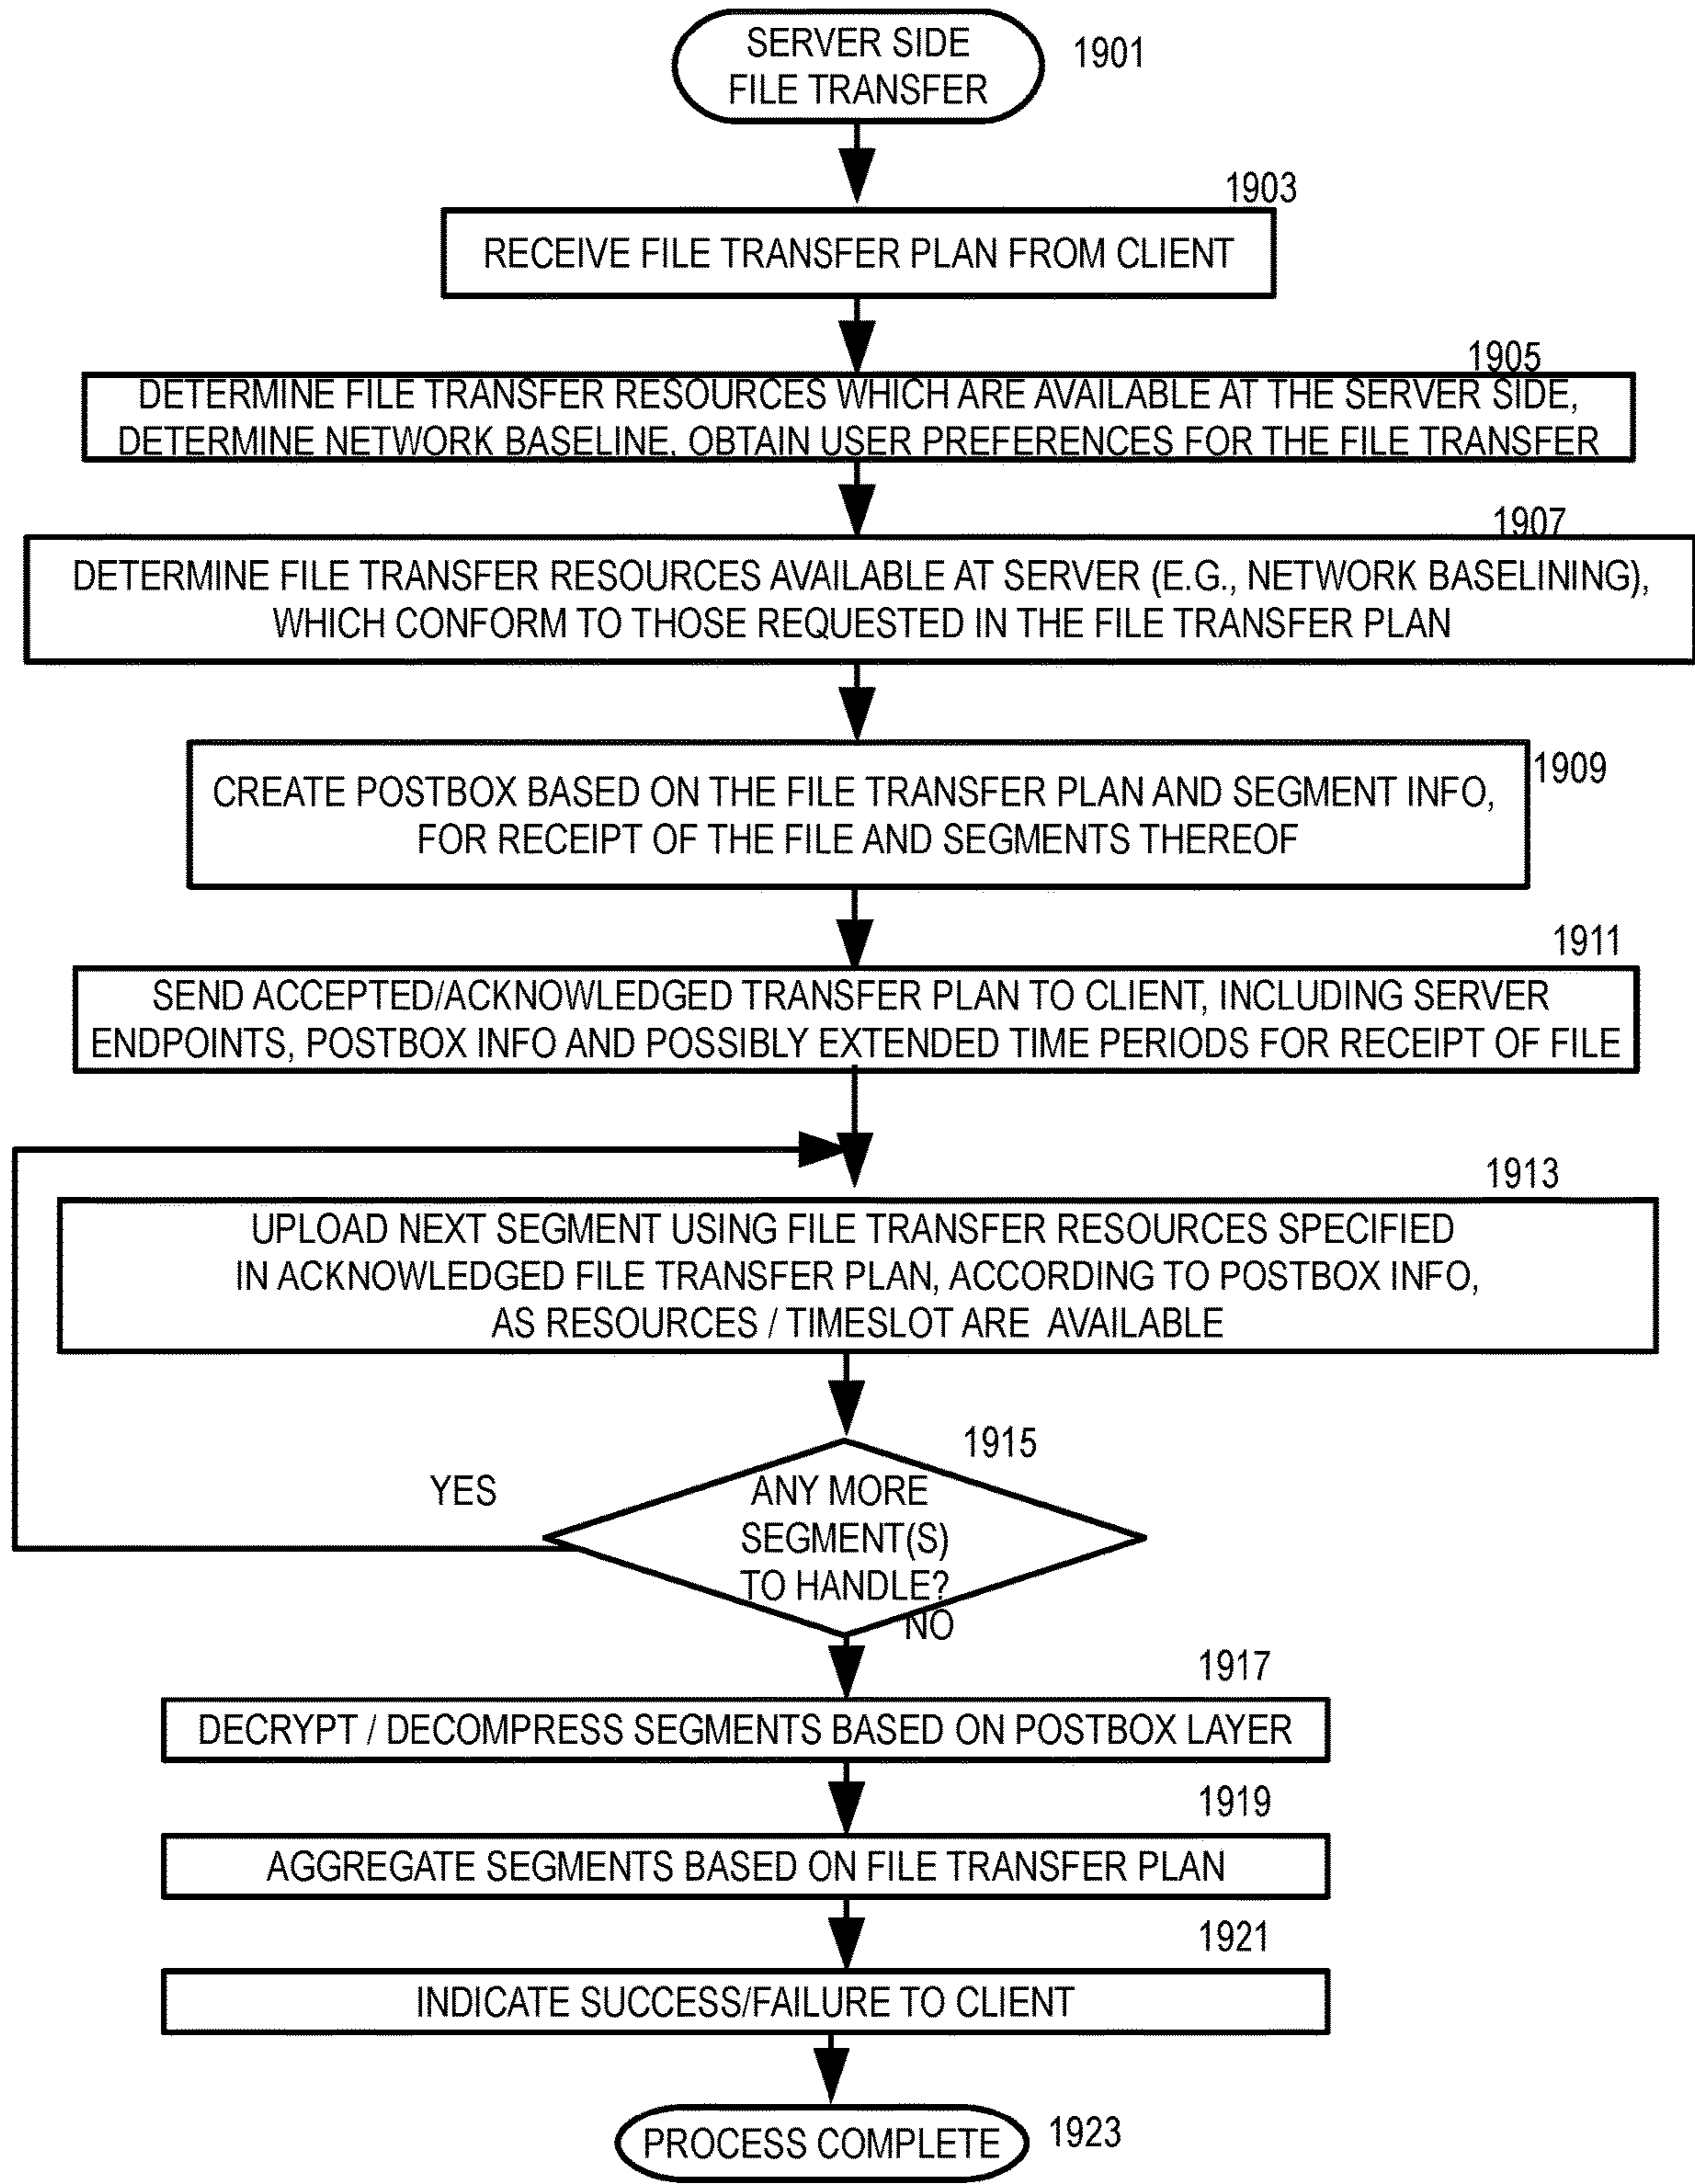 SERVER SIDE
FILE TRANSFER
1901
1903
RECEIVE FILE TRANSFER PLAN FROM CLIENT
1905
DETERMINE FILE TRANSFER RESOURCES WHICH ARE AVAILABLE AT THE SERVER SIDE,
DETERMINE NETWORK BASELINE, OBTAIN USER PREFERENCES FOR THE FILE TRANSFER
1907
DETERMINE FILE TRANSFER RESOURCES AVAILABLE AT SERVER (E.G., NETWORK BASELINING),
WHICH CONFORM TO THOSE REQUESTED IN THE FILE TRANSFER PLAN
1909
CREATE POSTBOX BASED ON THE FILE TRANSFER PLAN AND SEGMENT INFO,
FOR RECEIPT OF THE FILE AND SEGMENTS THEREOF
1911
SEND ACCEPTED/ACKNOWLEDGED TRANSFER PLAN TO CLIENT, INCLUDING SERVER
ENDPOINTS, POSTBOX INFO AND POSSIBLY EXTENDED TIME PERIODS FOR RECEIPT OF FILE
1913
UPLOAD NEXT SEGMENT USING FILE TRANSFER RESOURCES SPECIFIED
IN ACKNOWLEDGED FILE TRANSFER PLAN, ACCORDING TO POSTBOX INFO,
AS RESOURCES / TIMESLOT ARE AVAILABLE
1915
YES
ANY MORE
SEGMENT(S)
TO HANDLE?
NO
1917
DECRYPT / DECOMPRESS SEGMENTS BASED ON POSTBOX LAYER
1919
AGGREGATE SEGMENTS BASED ON FILE TRANSFER PLAN
1921
INDICATE SUCCESS/FAILURE TO CLIENT
PROCESS COMPLETE
1923